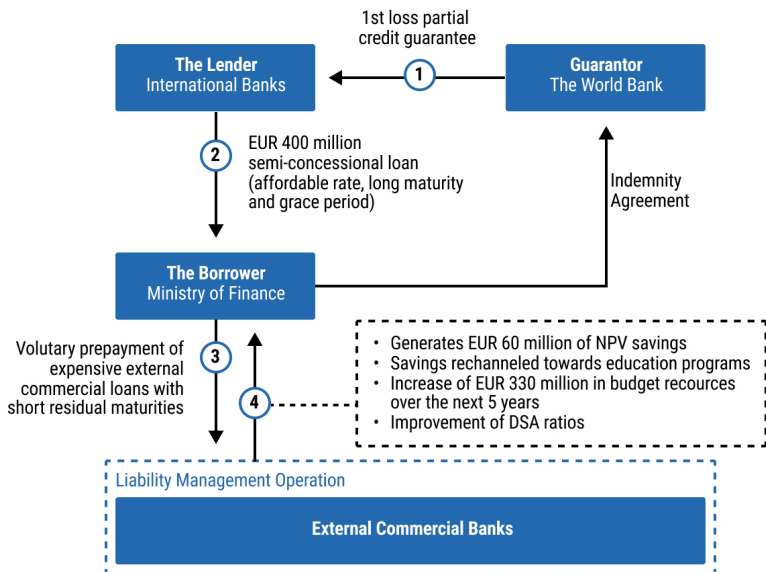 1st loss partial
credit guarantee
The Lender
International Banks
1
Guarantor
The World Bank
2
EUR 400 million
semi-concessional loan
(affordable rate, long maturity
and grace period)
Indemnity
Agreement
The Borrower
Ministry of Finance
Volutary prepayment of
expensive external
commercial loans with
short residual maturities
3
4
• Generates EUR 60 million of NPV savings
• Savings rechanneled towards education programs
• Increase of EUR 330 million in budget recources
over the next 5 years
• Improvement of DSA ratios
Liability Management Operation
External Commercial Banks